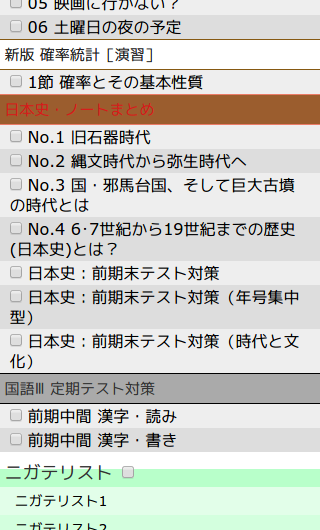 05 映画に行かない？
06 土曜日の夜の予定
新版 確率統計［演習］
1節 確率とその基本性質
日本史・ノートまとめ
No.1 旧石器時代
No.2 縄文時代から弥生時代へ
No.3 国・邪馬台国、そして巨大古墳
の時代とは
No.4 6･7世紀から19世紀までの歴史
(日本史)とは？
日本史：前期末テスト対策
日本史：前期末テスト対策（年号集中
型）
日本史：前期末テスト対策（時代と文
化）
国語Ⅲ 定期テスト対策
前期中間 漢字・読み
前期中間 漢字・書き
ニガテリスト
ニガテリスト1
ニガテリスト2